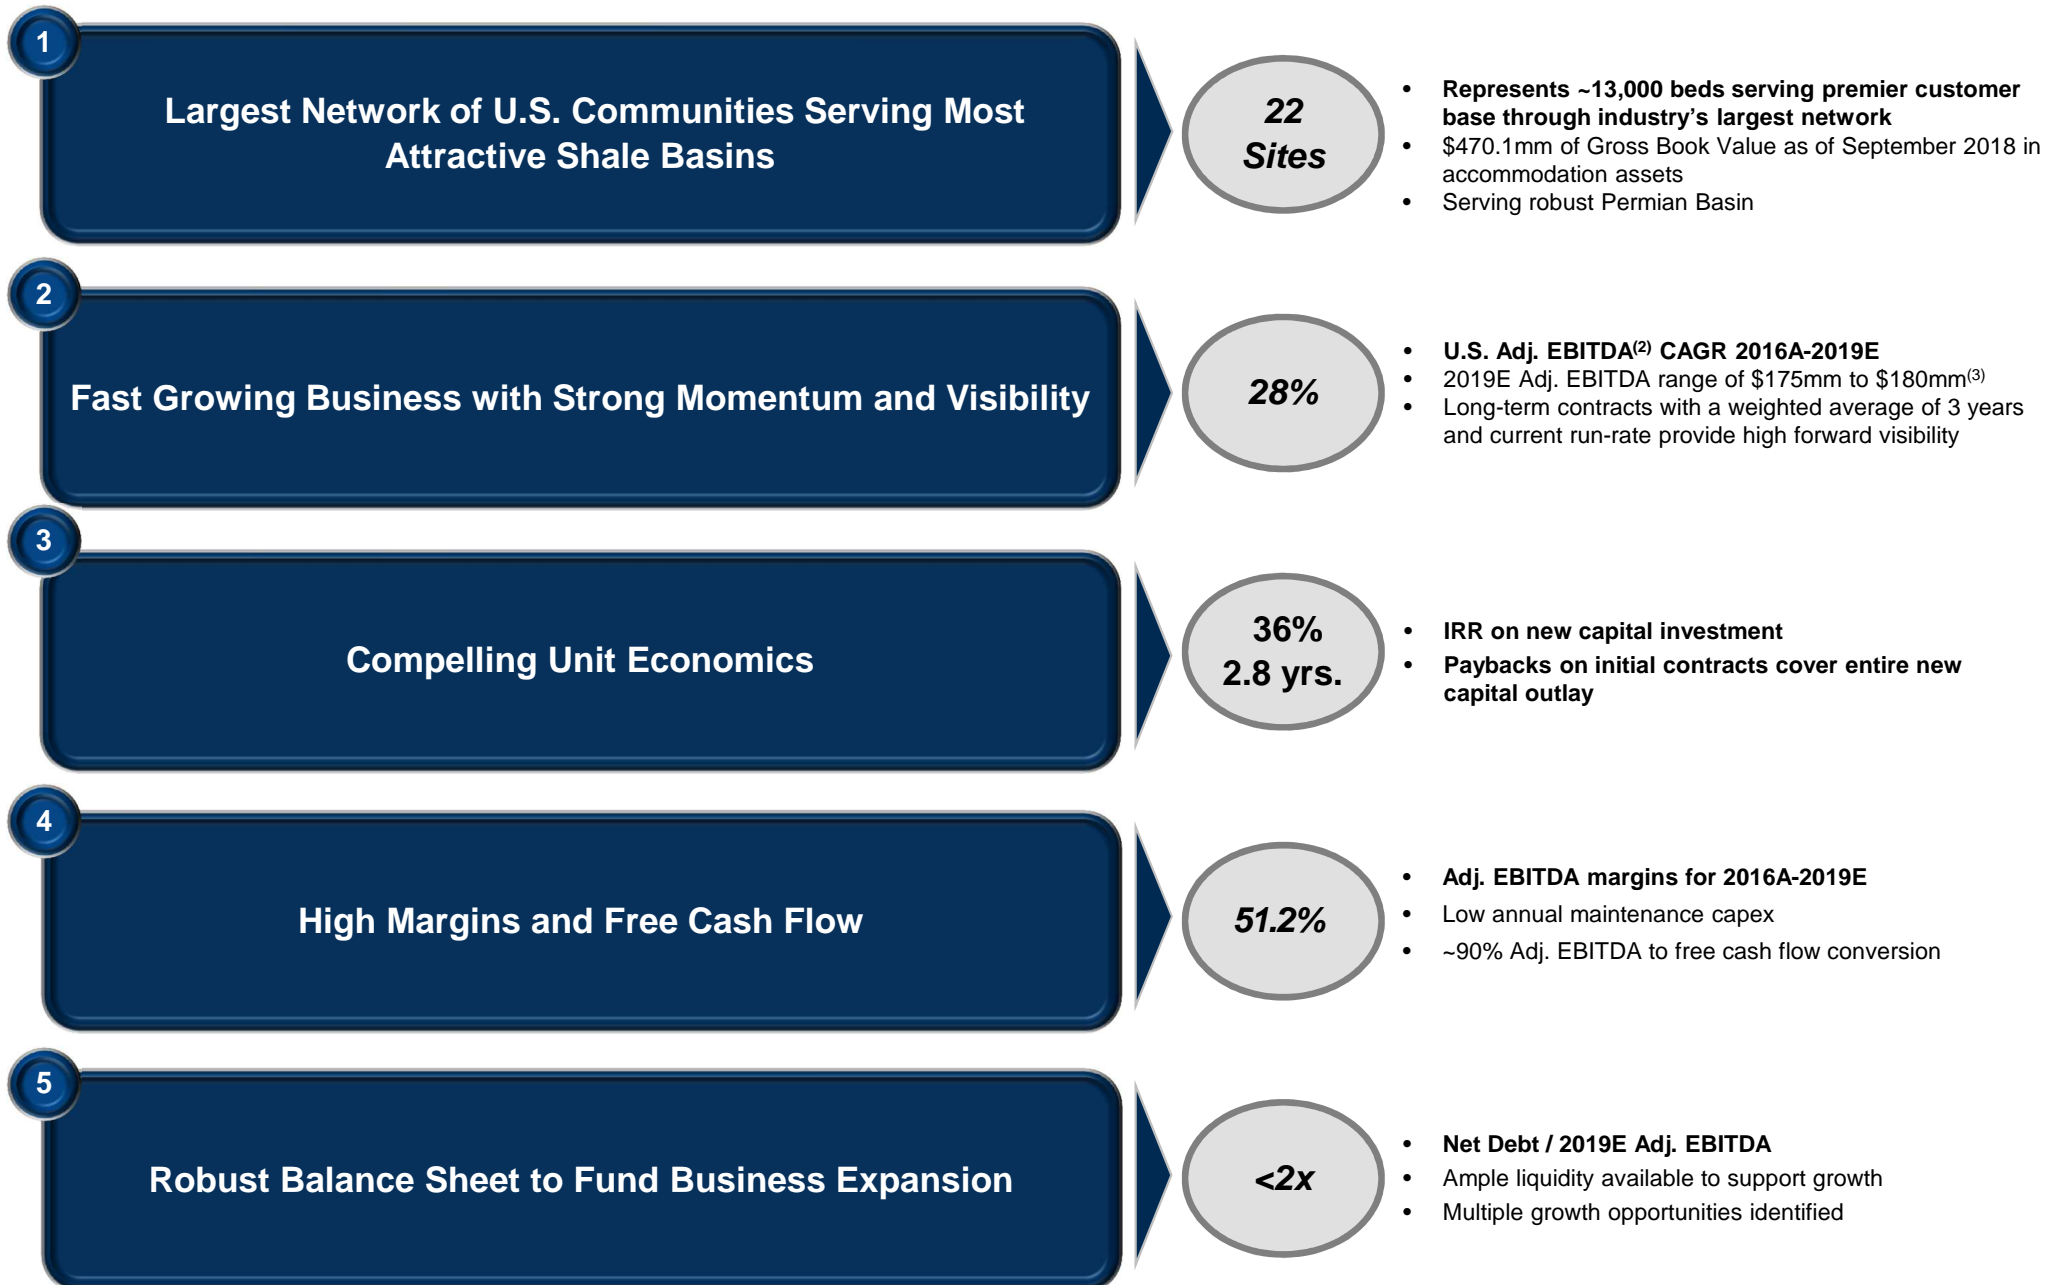 1
Largest Network of U.S. Communities Serving Most
Attractive Shale Basins
22
Sites
• Represents ~13,000 beds serving premier customer
base through industry’s largest network
• $470.1mm of Gross Book Value as of September 2018 in
accommodation assets
• Serving robust Permian Basin
2
Fast Growing Business with Strong Momentum and Visibility
28%
• U.S. Adj. EBITDA(2) CAGR 2016A-2019E
• 2019E Adj. EBITDA range of $175mm to $180mm(3)
• Long-term contracts with a weighted average of 3 years
and current run-rate provide high forward visibility
3
Compelling Unit Economics
36%
2.8 yrs.
• IRR on new capital investment
• Paybacks on initial contracts cover entire new
capital outlay
4
High Margins and Free Cash Flow
51.2%
• Adj. EBITDA margins for 2016A-2019E
• Low annual maintenance capex
• ~90% Adj. EBITDA to free cash flow conversion
5
Robust Balance Sheet to Fund Business Expansion
<2x
• Net Debt / 2019E Adj. EBITDA
• Ample liquidity available to support growth
• Multiple growth opportunities identified